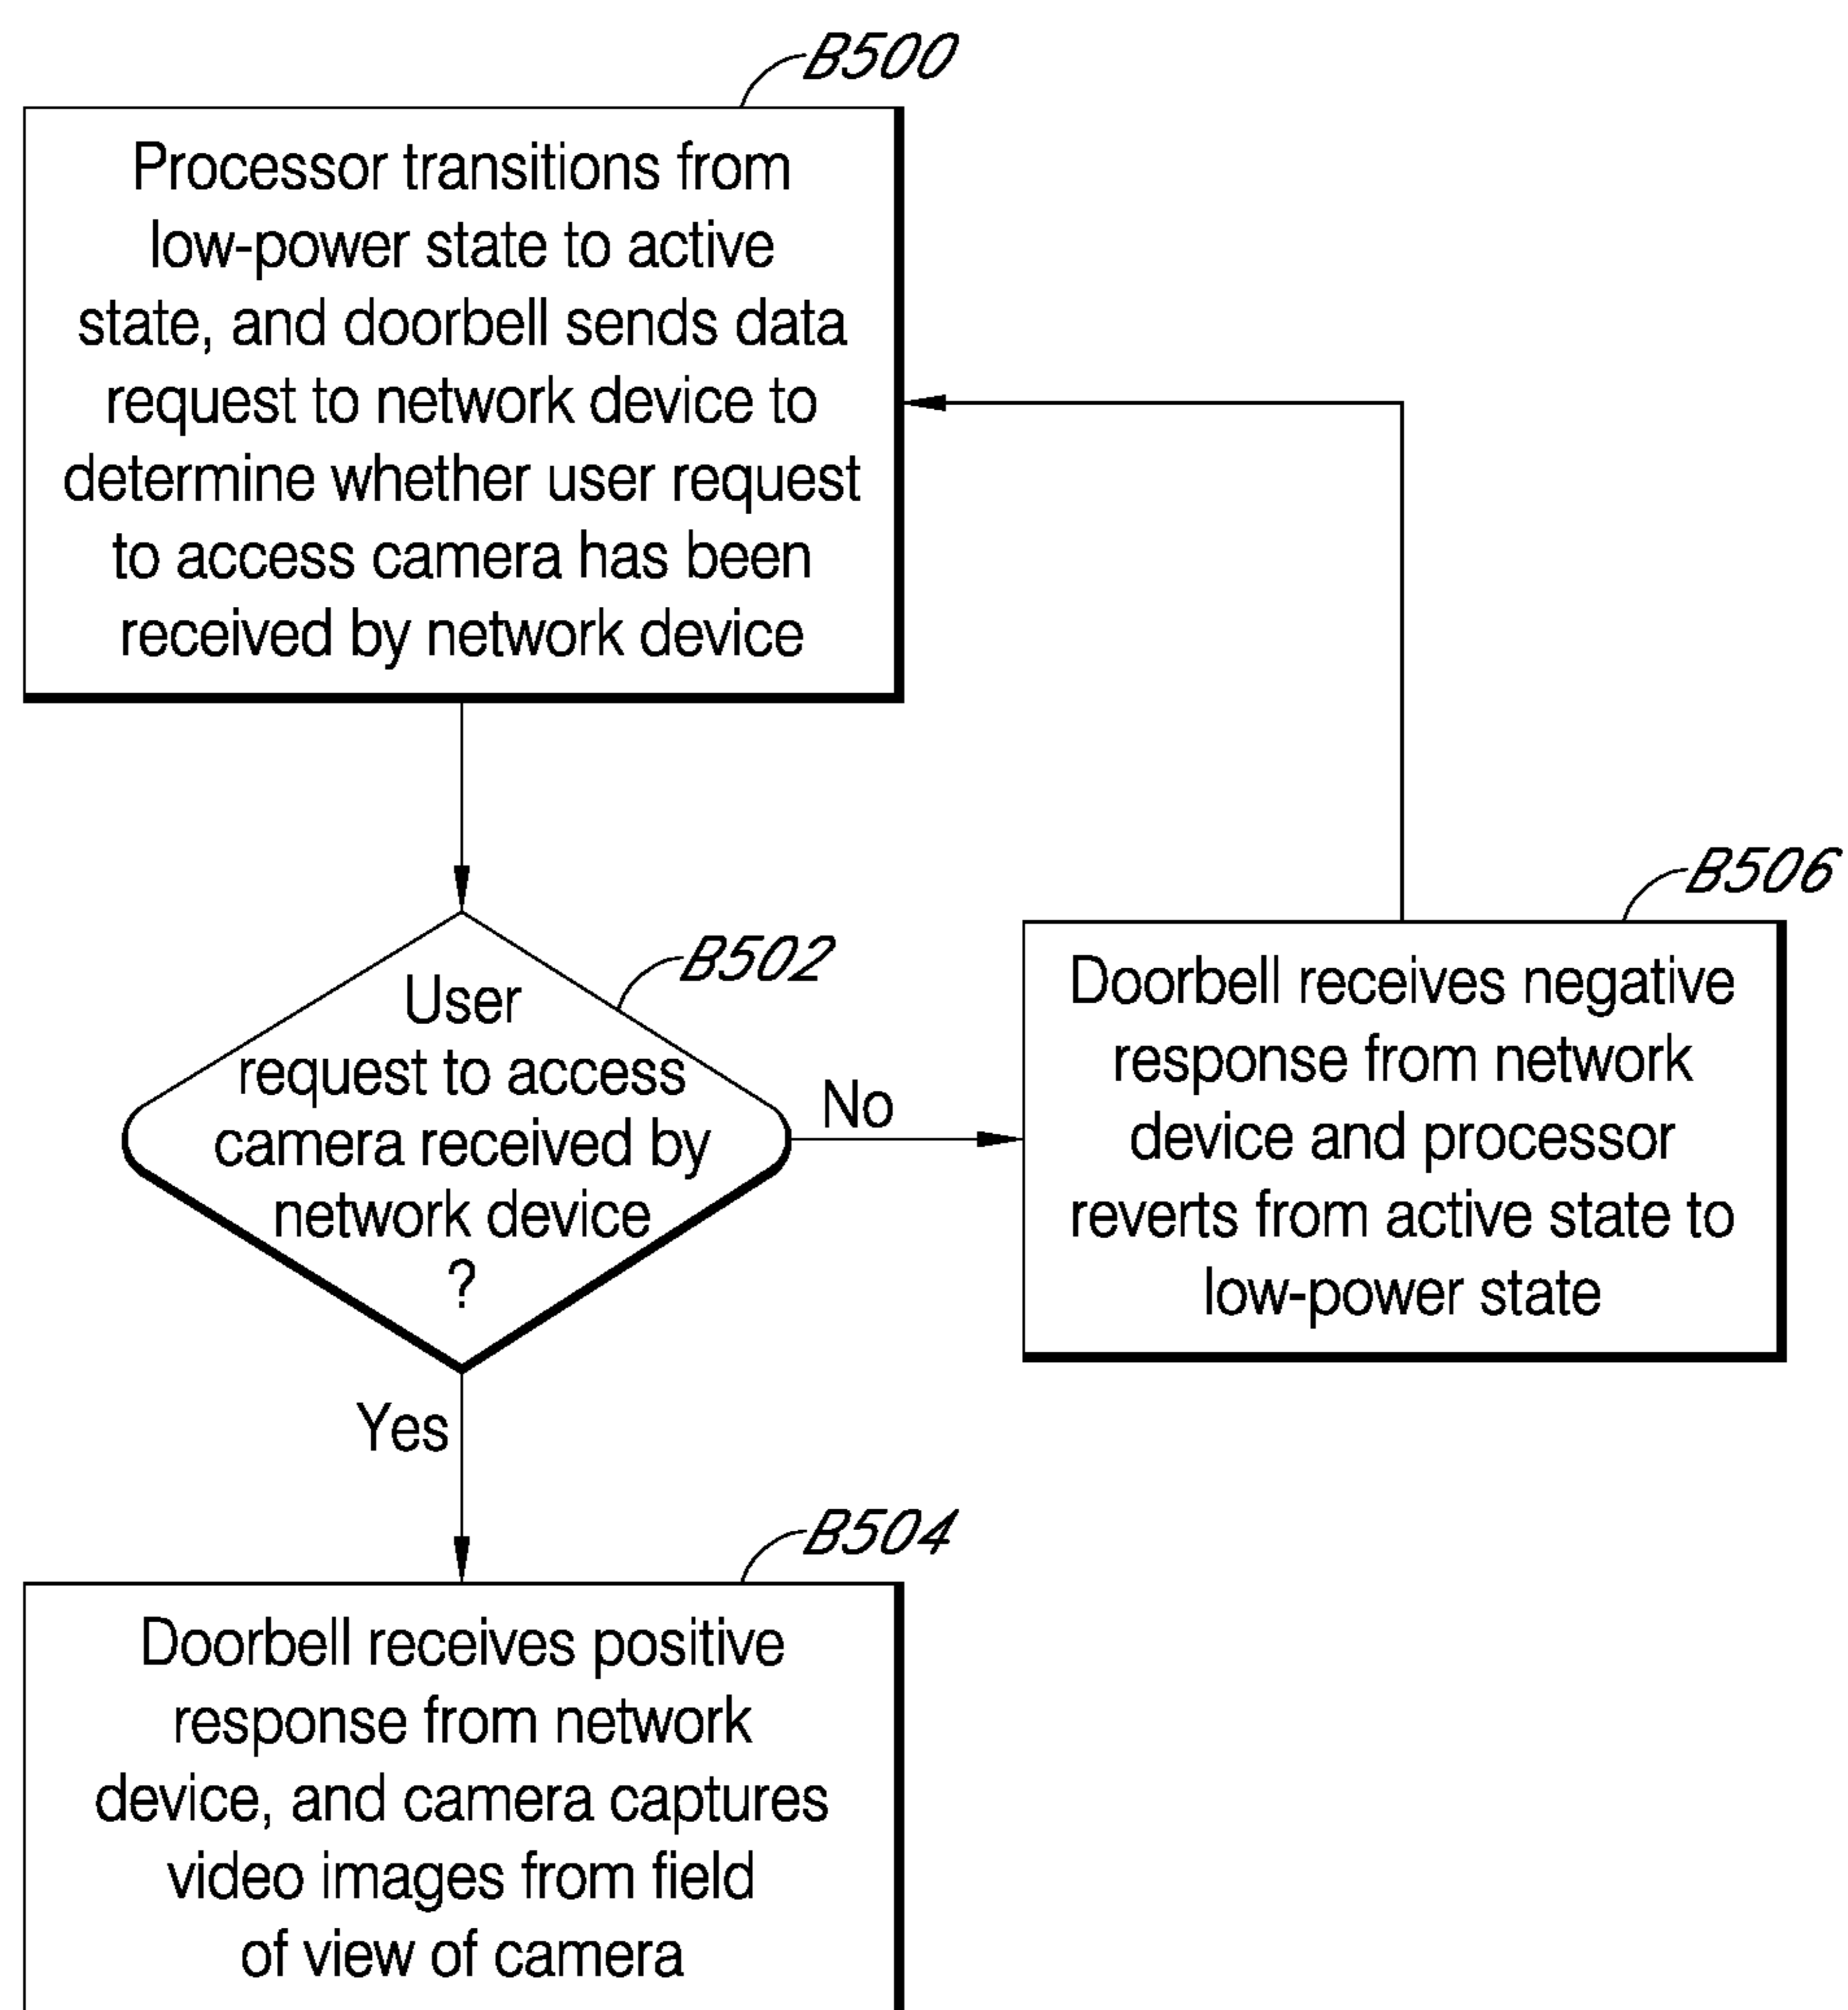 B500
Processor transitions from
low-power state to active
state, and doorbell sends data
request to network device to
determine whether user request
to access camera has been
received by network device
B502
User
request to access
camera received by
network device
?
No
Yes
B506
Doorbell receives negative
response from network
device and processor
reverts from active state to
low-power state
B504
Doorbell receives positive
response from network
device, and camera captures
video images from field
of view of camera